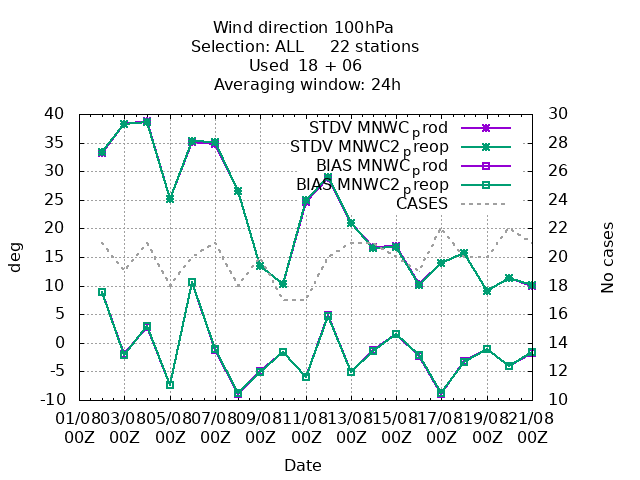 Wind direction 100hPa
Selection: ALL 22 stations
Used 18 + 06
Averaging window: 24h
40 30
STDV MNWCprod
35 28
STDV MNWC2preop
30 26
BIAS MNWCprod
BIAS MNWC2preop
25 24
CASES
20 22
15 20
10 18
5 16
0 14
-5 12
-10 10
deg
No cases
01/08 03/08 05/08 07/08 09/08 11/08 13/08 15/08 17/08 19/08 21/08
00Z 00Z 00Z 00Z 00Z 00Z 00Z 00Z 00Z 00Z 00Z
Date